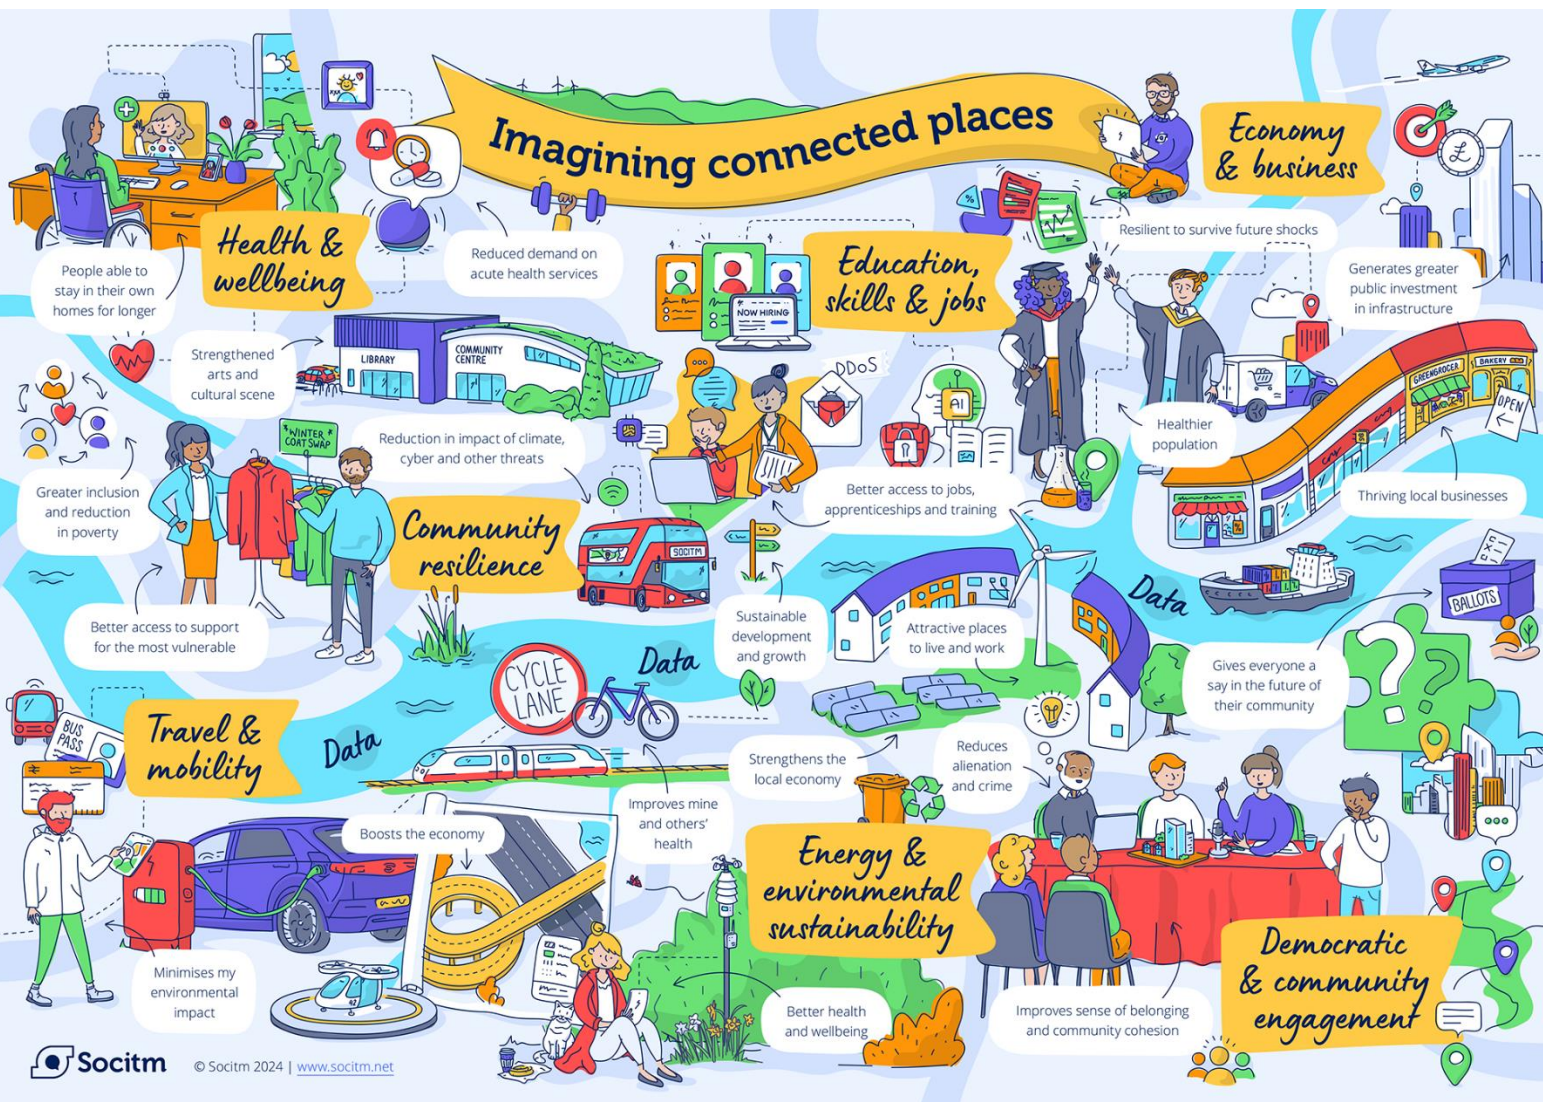 Imagining connected places
Economy
& business
Health &
wellbeing
Reduced demand on
acute health services
Resilient to survive future shocks
Education,
skills & jobs
People able to
stay in their own
homes for longer
Generates greater
public investment
in infrastructure
NOW HIRING
LIBRARY
COMMUNITY
CENTRE
Strengthened
arts and
cultural scene
DDoS
AI
GREENGROCER
BAKERY
OPEN
Healthier
population
WINTER
COAT SWAP
Reduction in impact of climate,
cyber and other threats
Greater inclusion
and reduction
in poverty
Better access to jobs,
apprenticeships and training
Thriving local businesses
Community
resilience
SOCITM
BALLOTS
Data
Better access to support
for the most vulnerable
Sustainable
development
and growth
Attractive places
to live and work
Data
CYCLE
LANE
Gives everyone a
say in the future of
their community
BUS
PASS
Travel &
mobility
Data
Strengthens the
local economy
Reduces
alienation
and crime
Improves mine
and others'
health
Boosts the economy
Energy &
environmental
sustainability
Democratic
& community
engagement
Minimises my
environmental
impact
Better health
and wellbeing
Improves sense of belonging
and community cohesion
Socitm
© Socitm 2024 | www.socitm.net